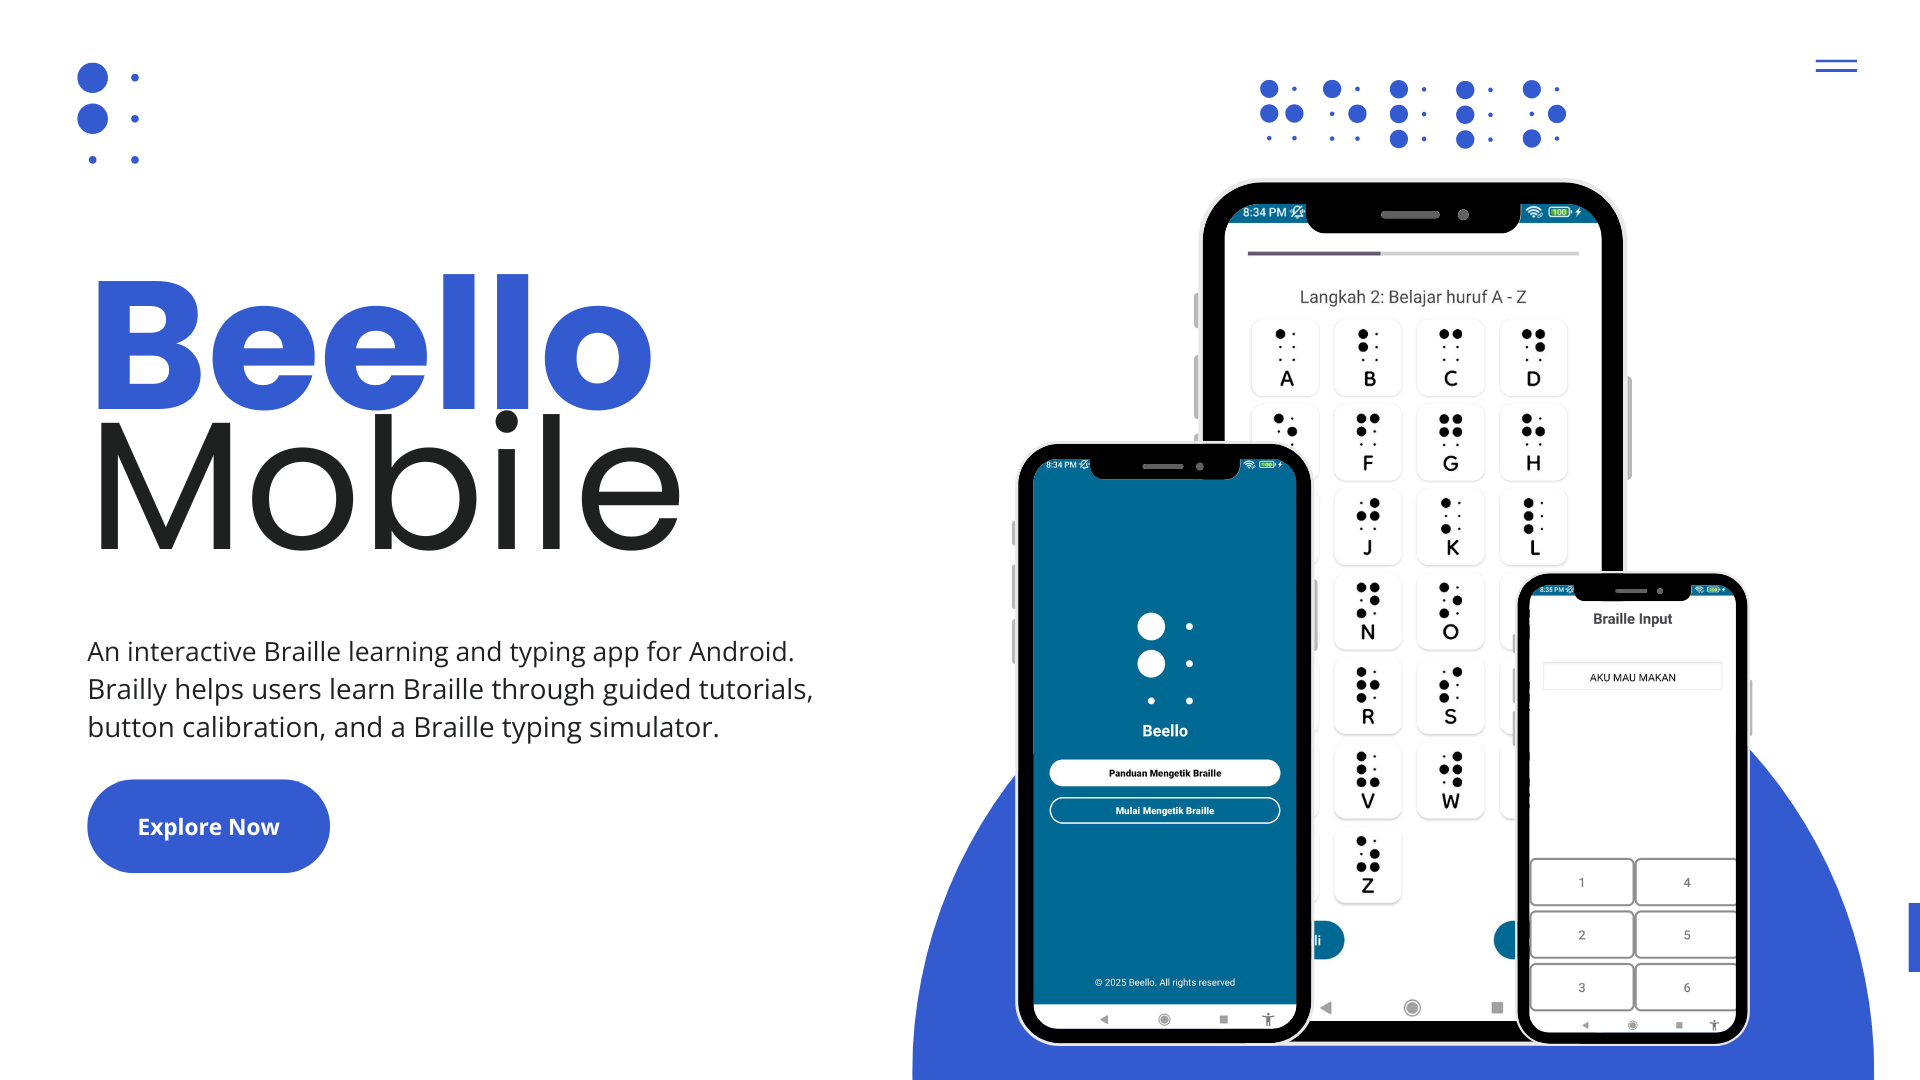 Beello
Mobile
An interactive Braille learning and typing app for Android.
Brailly helps users learn Braille through guided tutorials,
button calibration, and a Braille typing simulator.
Explore Now
8:34 PM
100
Langkah 2: Belajar huruf A - Z
A B C D
F G H
J K L
N O
R S
V W
Z
li
8:34 PM
100
Beello
Panduan Mengetik Braille
Mulai Mengetik Braille
© 2025 Beello. All rights reserved
8:35 PM
100
Braille Input
AKU MAU MAKAN
1 4
2 5
3 6